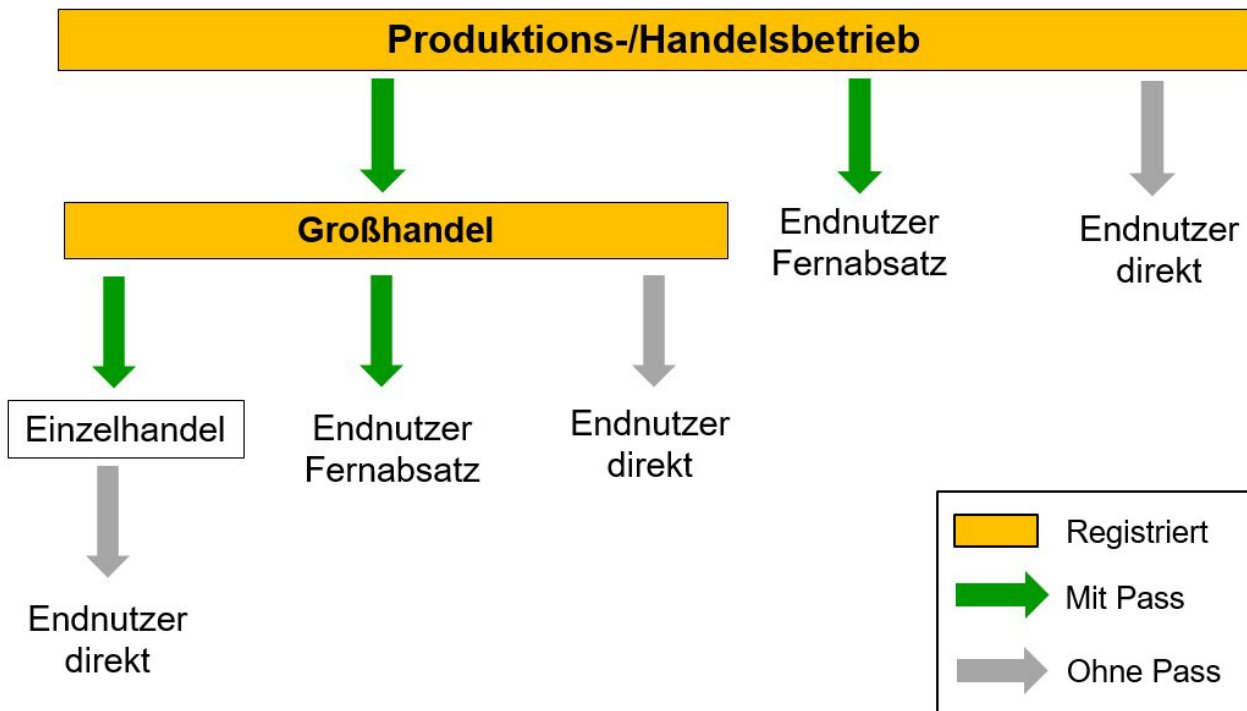 Produktions-/Handelsbetrieb
Großhandel
Endnutzer
Fernabsatz
Endnutzer
direkt
Einzelhandel
Endnutzer
Fernabsatz
Endnutzer
direkt
Endnutzer
direkt
Registriert
Mit Pass
Ohne Pass